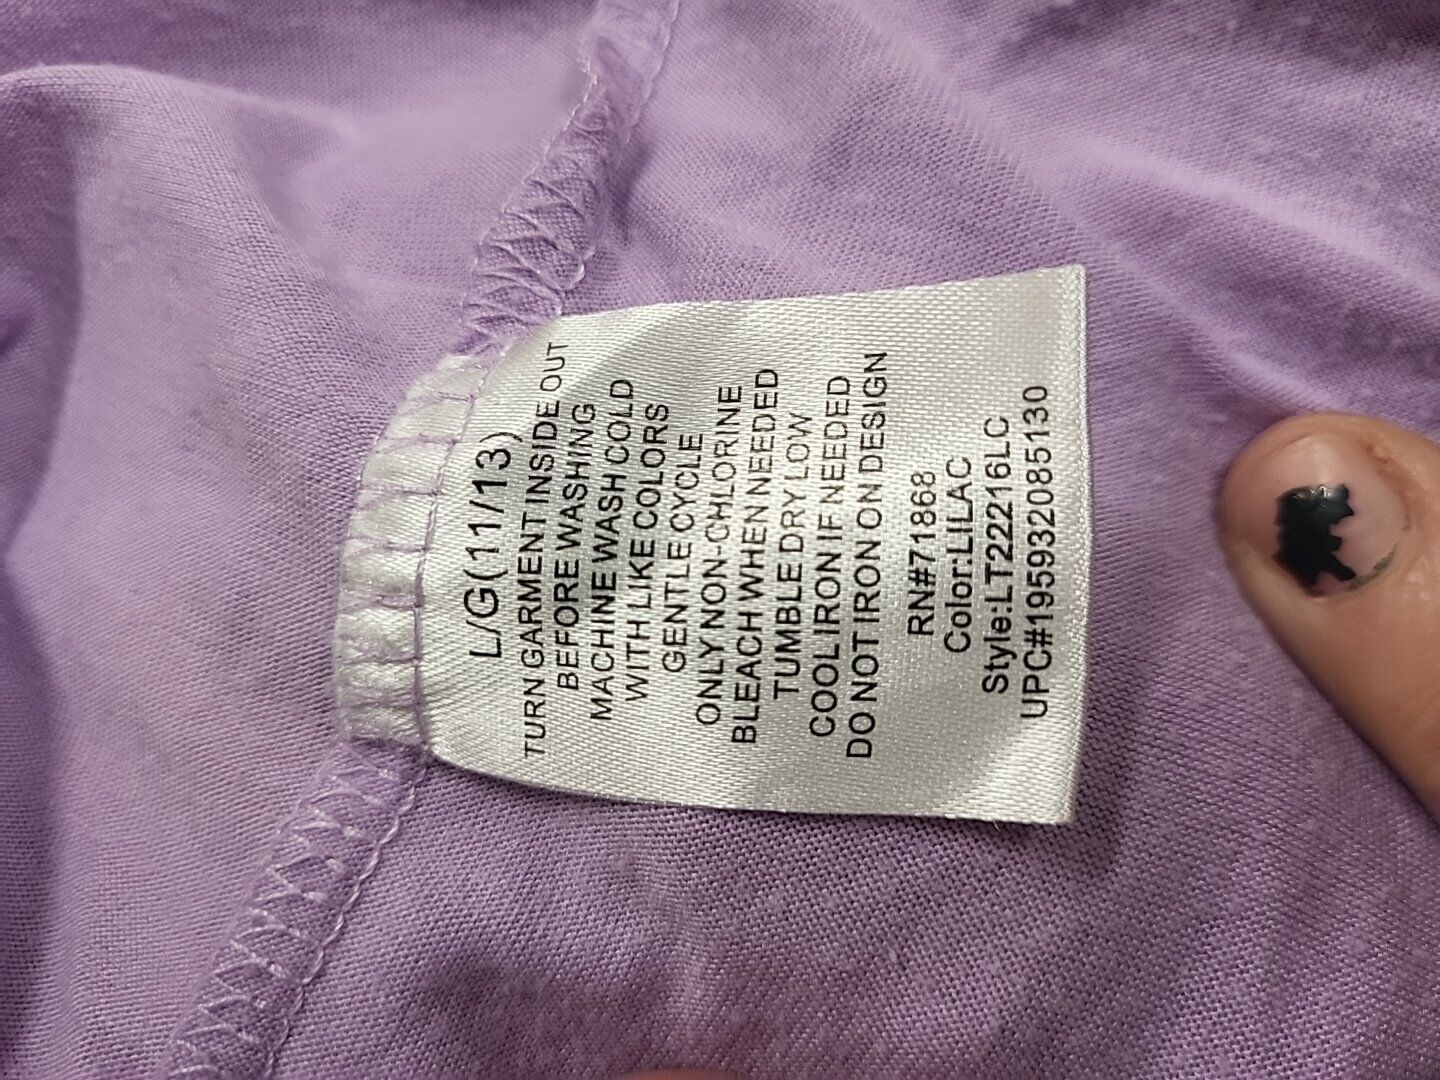 L/G(11/13)
TURN GARMENT INSIDE OUT
BEFORE WASHING
MACHINE WASH COLD
WITH LIKE COLORS
GENTLE CYCLE
ONLY NON-CHLORINE
BLEACH WHEN NEEDED
TUMBLE DRY LOW
COOL IRON IF NEEDED
DO NOT IRON ON DESIGN
RN#71868
Color:LILAC
Style:LT22216LC
UPC#195932085130